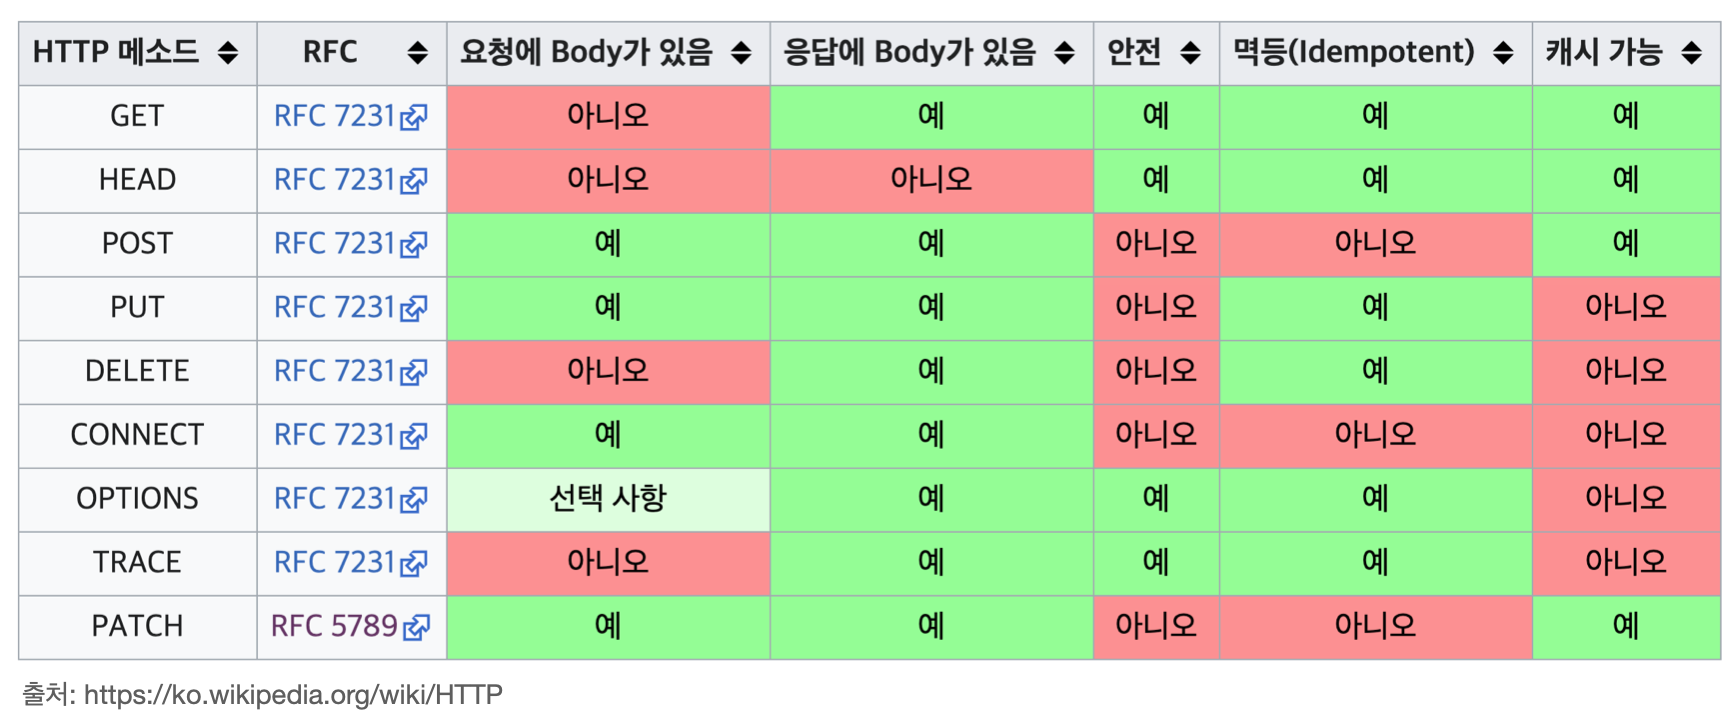 HTTP 메소드 RFC 요청에 Body가 있음 응답에 Body가 있음 안전 멱등(Idempotent) 캐시 가능
GET RFC 7231 아니오 예 예 예 예
HEAD RFC 7231 아니오 아니오 예 예 예
POST RFC 7231 예 예 아니오 아니오 예
PUT RFC 7231 예 예 아니오 예 아니오
DELETE RFC 7231 아니오 예 아니오 예 아니오
CONNECT RFC 7231 예 예 아니오 아니오 아니오
OPTIONS RFC 7231 선택 사항 예 예 예 아니오
TRACE RFC 7231 아니오 예 예 예 아니오
PATCH RFC 5789 예 예 아니오 아니오 예
출처: https://ko.wikipedia.org/wiki/HTTP